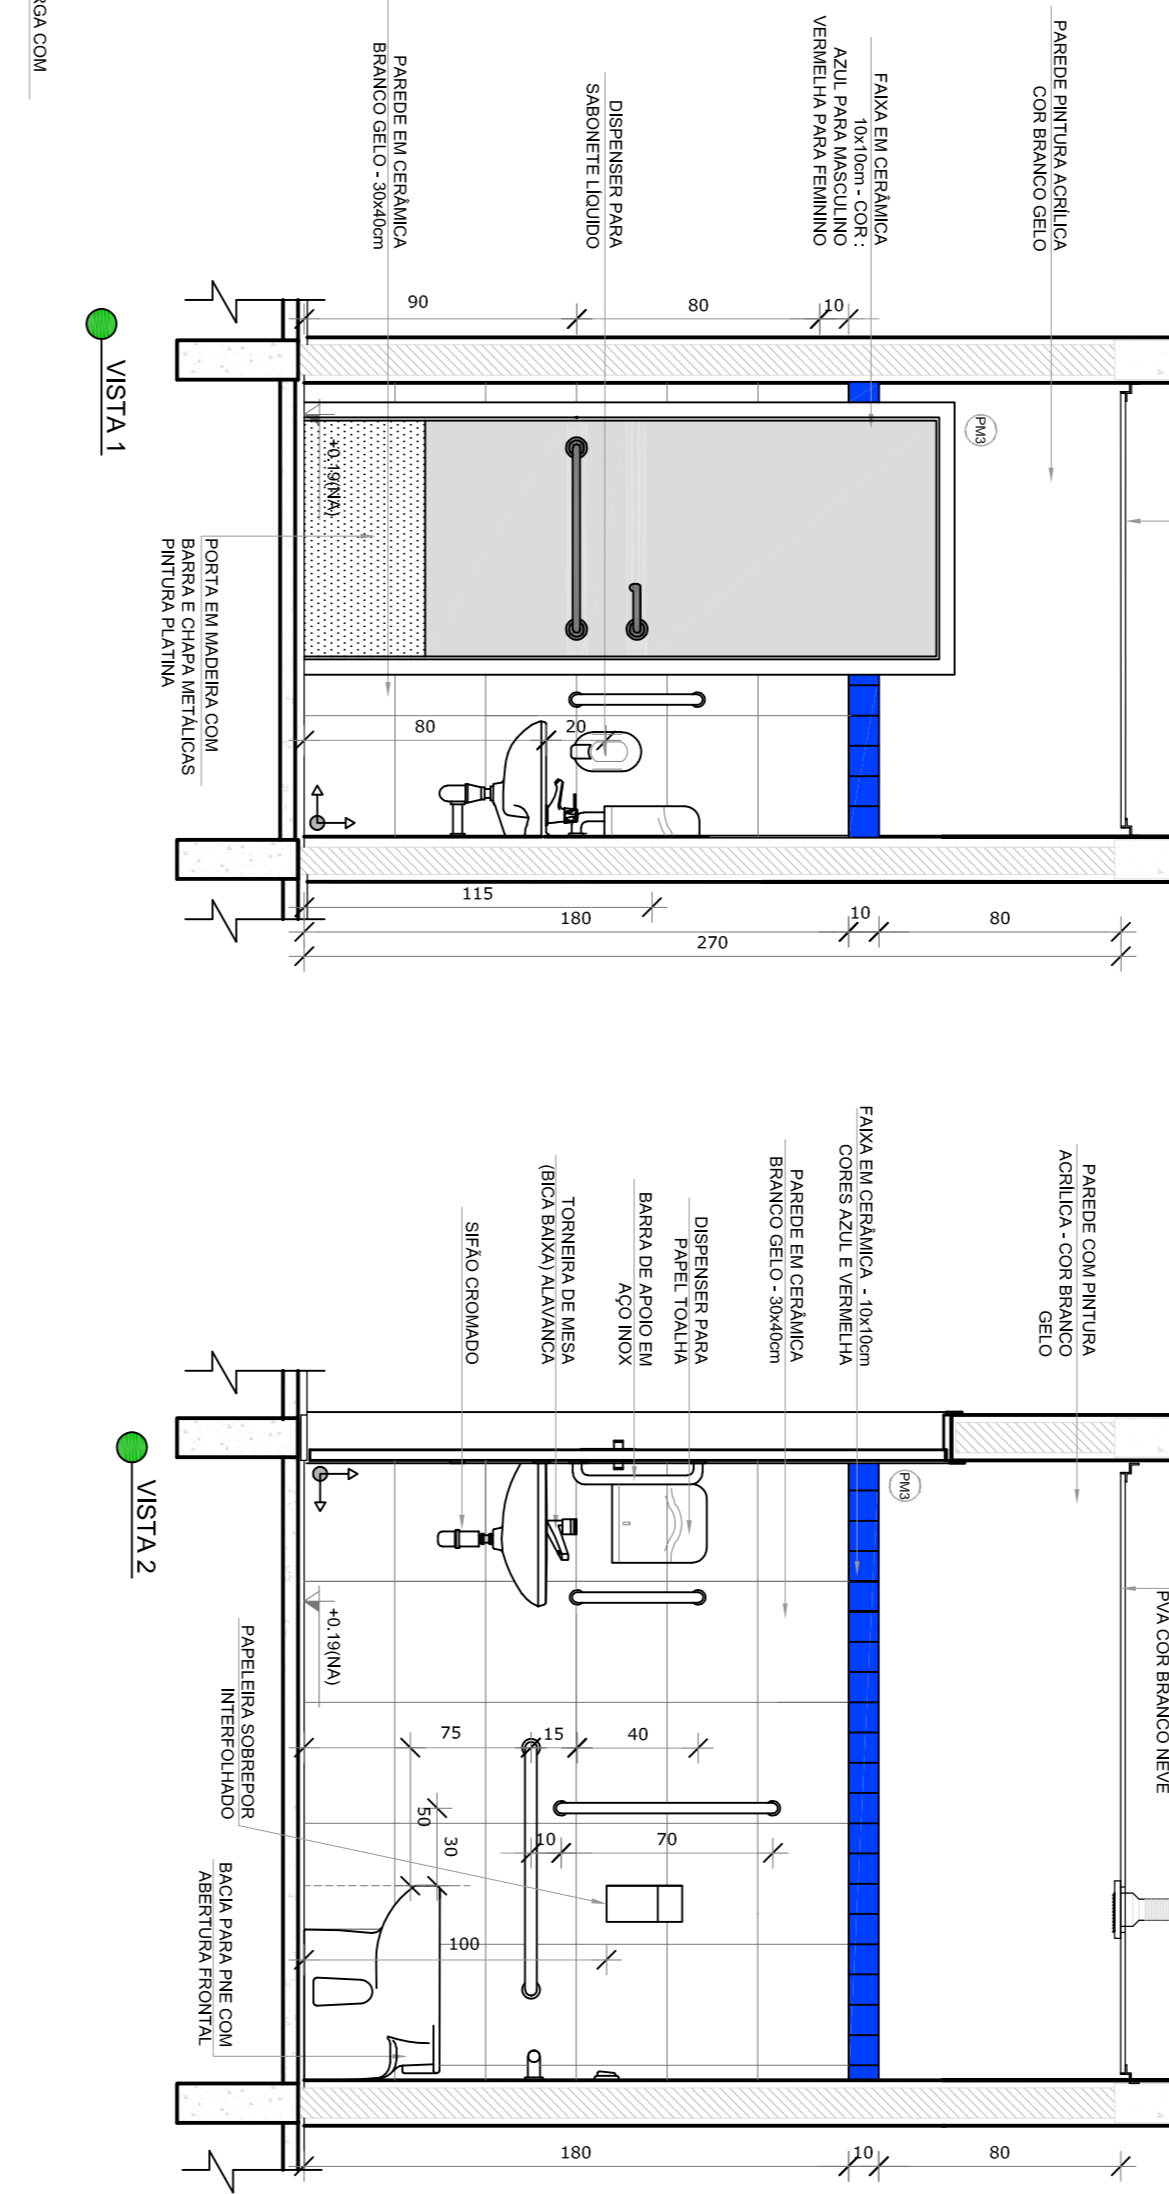 RGA COM
PAREDE PINTURA ACRÍLICA
COR BRANCO GELO
FAIXA EM CERÂMICA
10x10cm - COR :
AZUL PARA MASCULINO
VERMELHA PARA FEMININO
DISPENSER PARA
SABONETE LÍQUIDO
PAREDE EM CERÂMICA
BRANCO GELO - 30x40cm
90
80
10
PM3
+0.19(NA)
80
20
PORTA EM MADEIRA COM
BARRA E CHAPA METÁLICAS
PINTURA PLATINA
115
180
10
80
270
VISTA 1
PAREDE COM PINTURA
ACRÍLICA - COR BRANCO
GELO
FAIXA EM CERÂMICA - 10x10cm
CORES AZUL E VERMELHA
PAREDE EM CERÂMICA
BRANCO GELO - 30x40cm
DISPENSER PARA
PAPEL TOALHA
BARRA DE APOIO EM
AÇO INOX
TORNEIRA DE MESA
(BICA BAIXA) ALAVANCA
SIFÃO CROMADO
PM3
PVA COR BRANCO NEVE
+0.19(NA)
75
15
40
50
30
10
70
100
PAPELEIRA SOBREPOR
INTERFOLHADO
BACIA PARA PNE COM
ABERTURA FRONTAL
180
10
80
VISTA 2